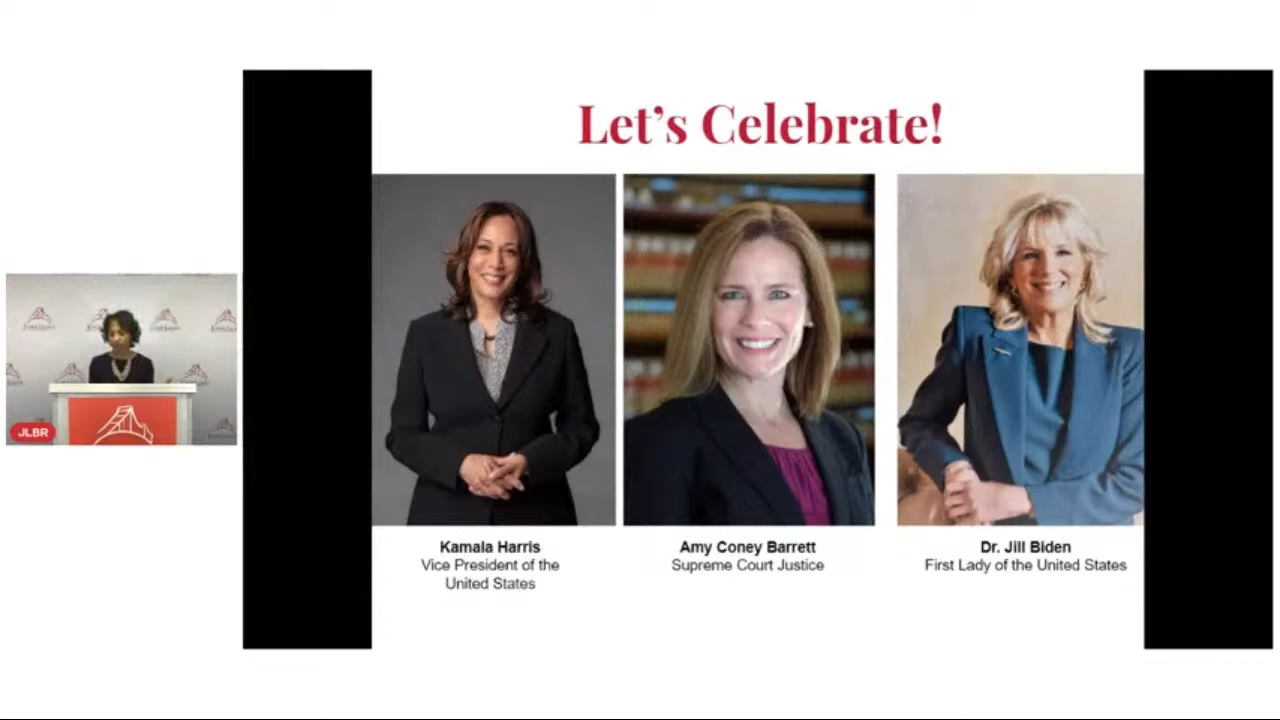 Let's Celebrate!
JLBR
Kamala Harris
Vice President of the
United States
Amy Coney Barrett
Supreme Court Justice
Dr. Jill Biden
First Lady of the United States